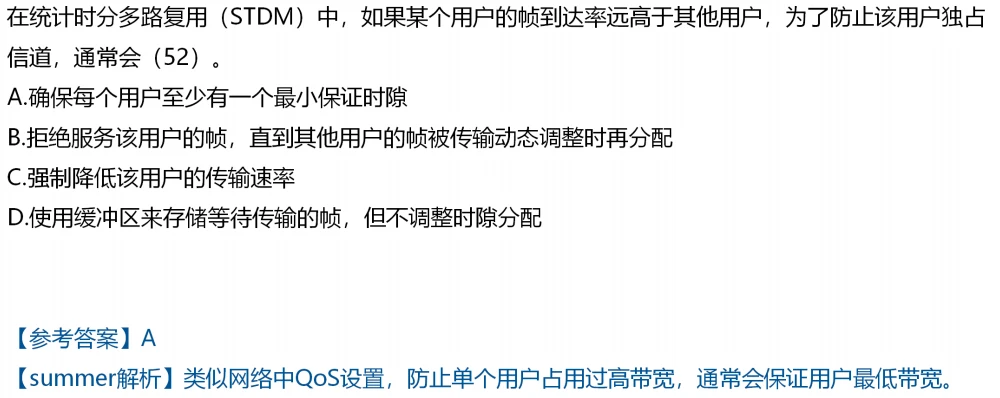 在统计时分多路复用（STDM）中，如果某个用户的帧到达率远高于其他用户，为了防止该用户独占
信道，通常会（52）。
A.确保每个用户至少有一个最小保证时隙
B.拒绝服务该用户的帧，直到其他用户的帧被传输动态调整时再分配
C.强制降低该用户的传输速率
D.使用缓冲区来存储等待传输的帧，但不调整时隙分配
【参考答案】A
【summer解析】类似网络中QoS设置，防止单个用户占用过高带宽，通常会保证用户最低带宽。